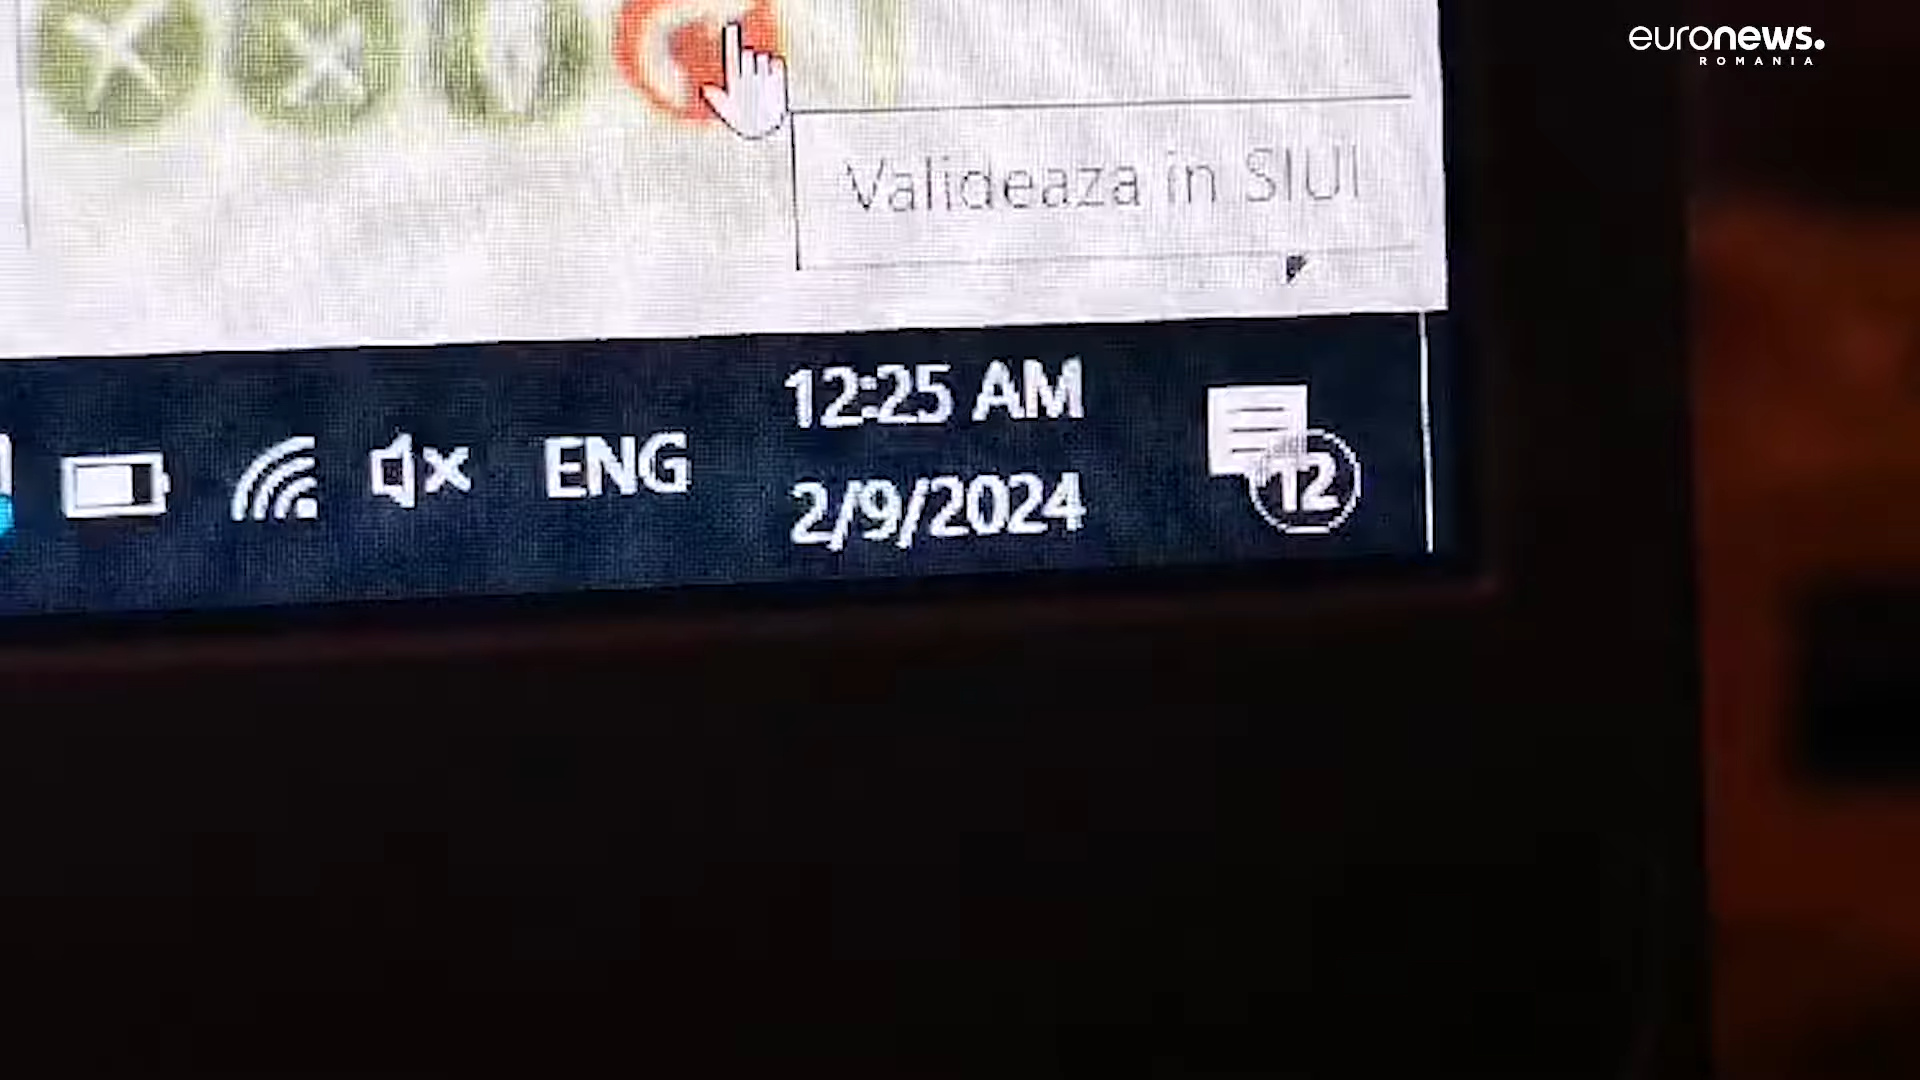 euronews.
ROMANIA
Valideaza in SIUI
12:25 AM
ENG
2/9/2024
12